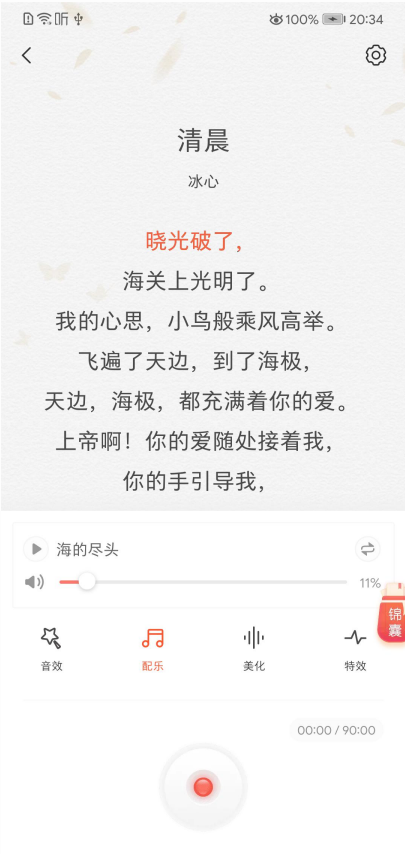 听 100% 20:34
清晨
冰心
晓光破了，
海关上光明了。
我的心思，小鸟般乘风高举。
飞遍了天边，到了海极，
天边，海极，都充满着你的爱。
上帝啊！你的爱随处接着我，
你的手引导我，
海的尽头
11%
锦囊
音效 配乐 美化 特效
00:00 / 90:00